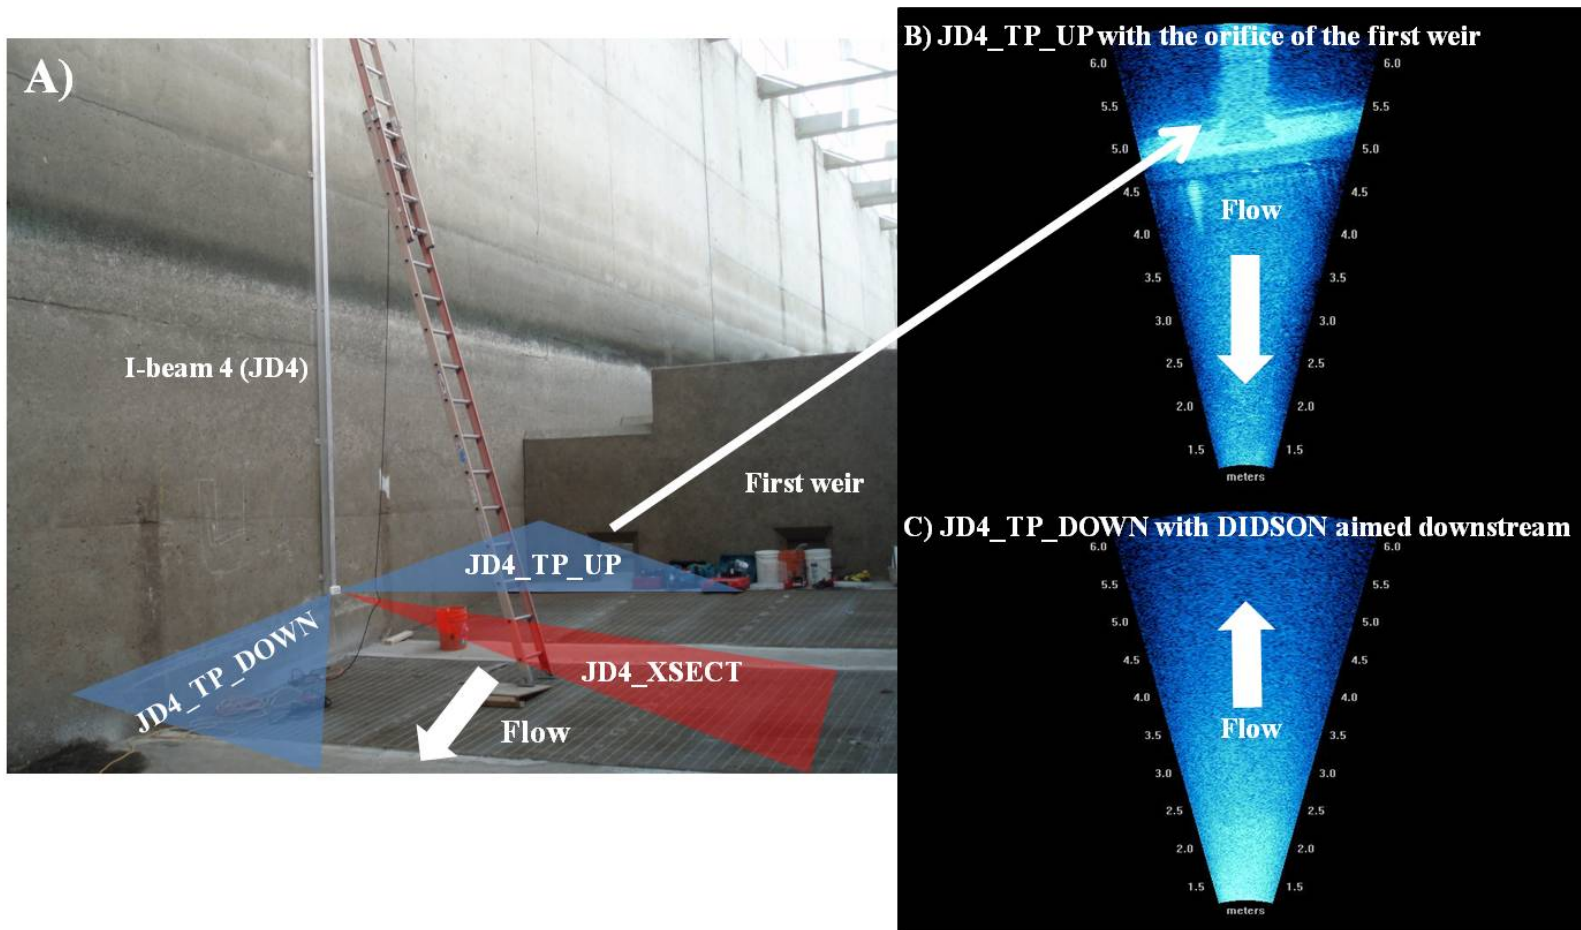 A)
I-beam 4 (JD4)
First weir
JD4_TP_UP
JD4_TP_DOWN
JD4_XSECT
Flow
B) JD4_TP_UP with the orifice of the first weir
6.0 6.0
5.5 5.5
5.0 5.0
4.5 4.5
Flow
4.0 4.0
3.5 3.5
3.0 3.0
2.5 2.5
2.0 2.0
1.5 1.5
meters
C) JD4_TP_DOWN with DIDSON aimed downstream
6.0 6.0
5.5 5.5
5.0 5.0
4.5 4.5
4.0 4.0
Flow
3.5 3.5
3.0 3.0
2.5 2.5
2.0 2.0
1.5 1.5
meters